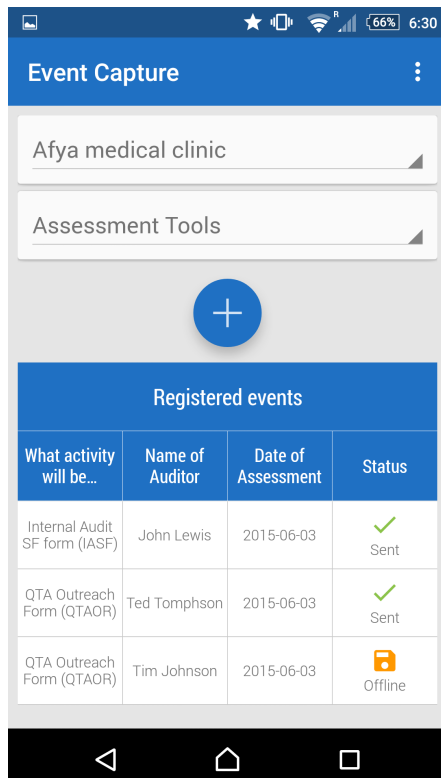 R 66% 6:30
Event Capture
Afya medical clinic
Assessment Tools
Registered events
What activity will be… Name of Auditor Date of Assessment Status
Internal Audit SF form (IASF) John Lewis 2015-06-03 Sent
QTA Outreach Form (QTAOR) Ted Tomphson 2015-06-03 Sent
QTA Outreach Form (QTAOR) Tim Johnson 2015-06-03 Offline